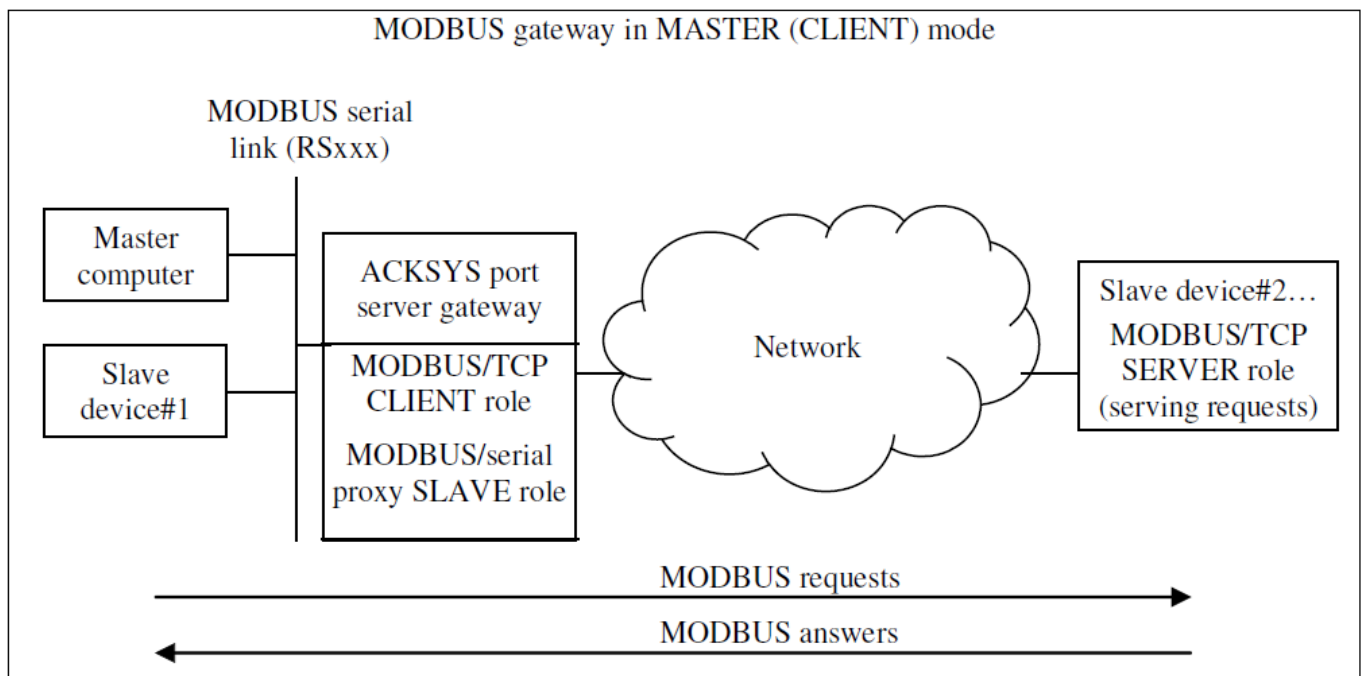 MODBUS gateway in MASTER (CLIENT) mode
MODBUS serial
link (RSxxx)
Master
computer
Slave
device#1
ACKSYS port
server gateway
MODBUS/TCP
CLIENT role
MODBUS/serial
proxy SLAVE role
Network
Slave device#2…
MODBUS/TCP
SERVER role
(serving requests)
MODBUS requests
MODBUS answers